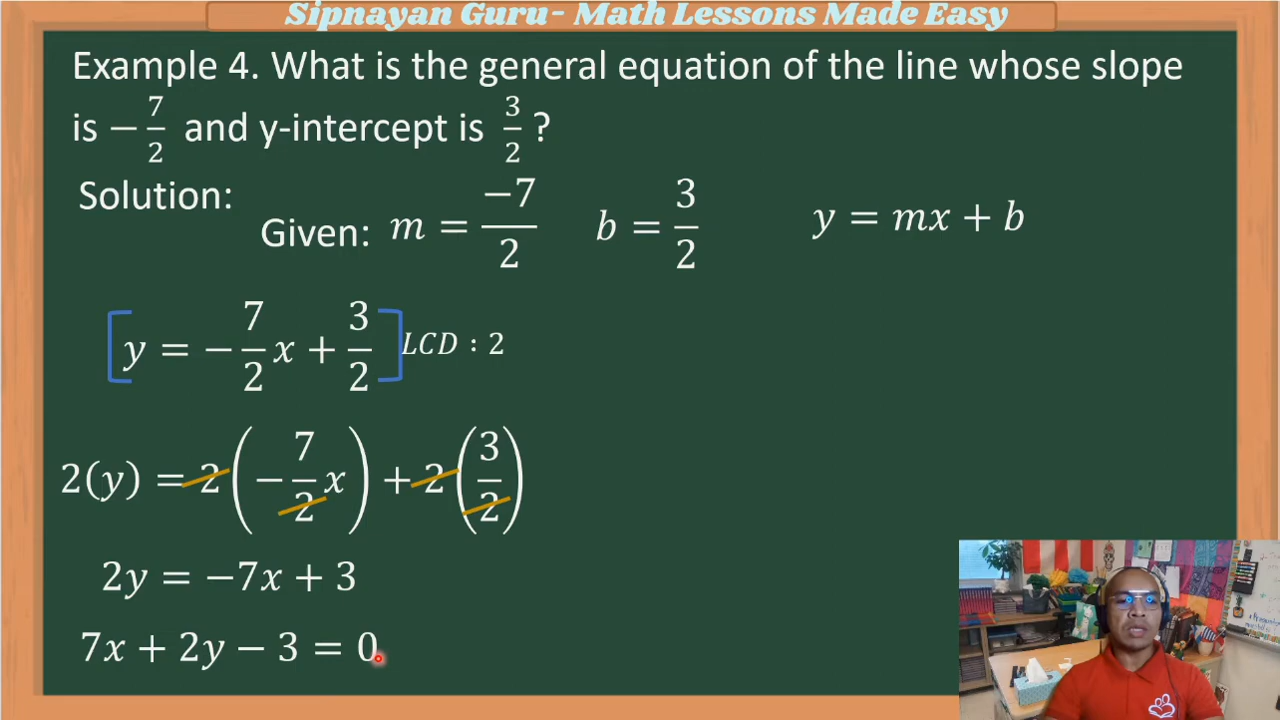 Sipnayan Guru- Math Lessons Made Easy
Example 4. What is the general equation of the line whose slope
is −7/2 and y-intercept is 3/2 ?
Solution:
Given: m = −7/2 b = 3/2 y = mx + b
[y = −7/2 x + 3/2] LCD : 2
2(y) = 2(−7/2 x) + 2(3/2)
2y = −7x + 3
7x + 2y − 3 = 0